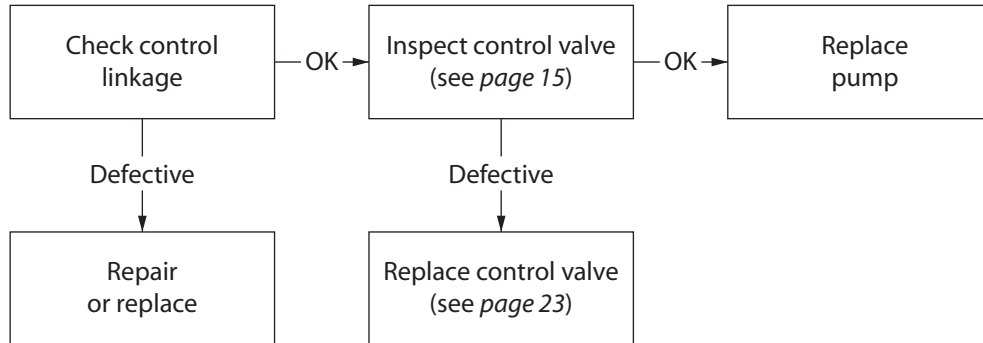 Check control
linkage
OK
Inspect control valve
(see page 15)
OK
Replace
pump
Defective
Defective
Repair
or replace
Replace control valve
(see page 23)